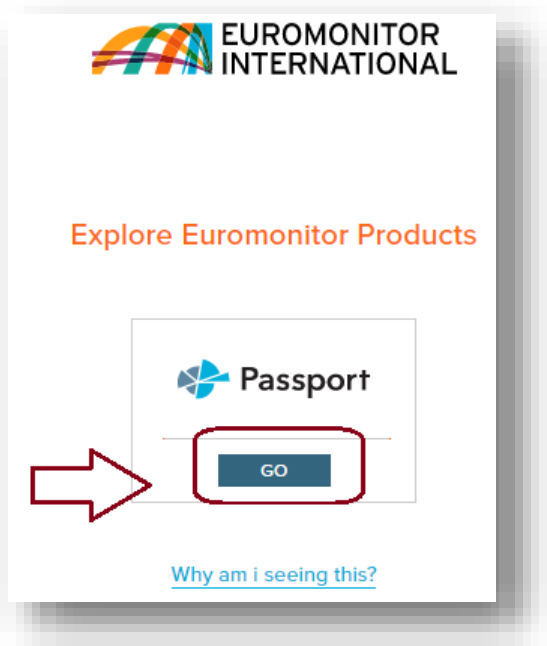 EUROMONITOR
INTERNATIONAL
Explore Euromonitor Products
Passport
GO
Why am i seeing this?